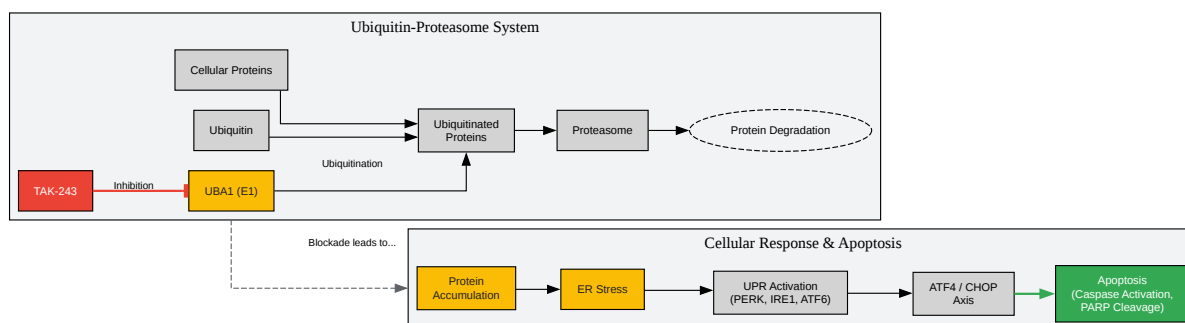 Ubiquitin-Proteasome System
Cellular Proteins
Ubiquitin
Ubiquitinated
Proteins
Proteasome
Protein Degradation
Ubiquitination
TAK-243
Inhibition
UBA1 (E1)
Blockade leads to...
Cellular Response & Apoptosis
Protein
Accumulation
ER Stress
UPR Activation
(PERK, IRE1, ATF6)
ATF4 / CHOP
Axis
Apoptosis
(Caspase Activation,
PARP Cleavage)